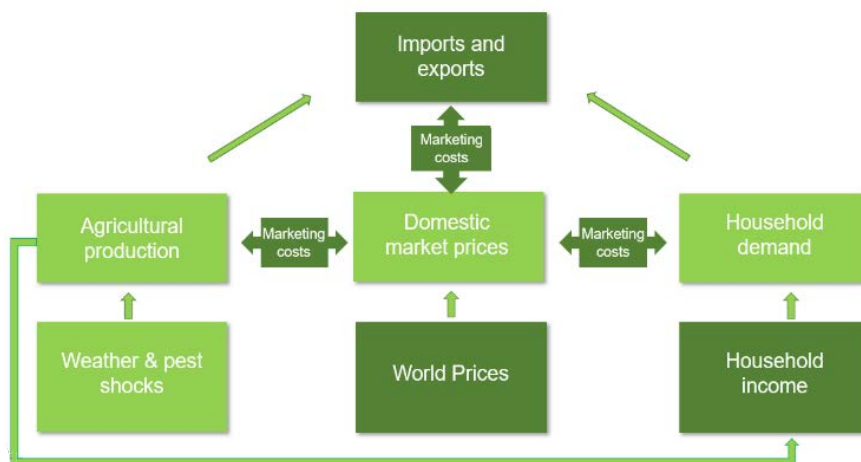 Imports and
exports
Marketing
costs
Agricultural
production
Marketing
costs
Domestic
market prices
Marketing
costs
Household
demand
Weather & pest
shocks
World Prices
Household
income